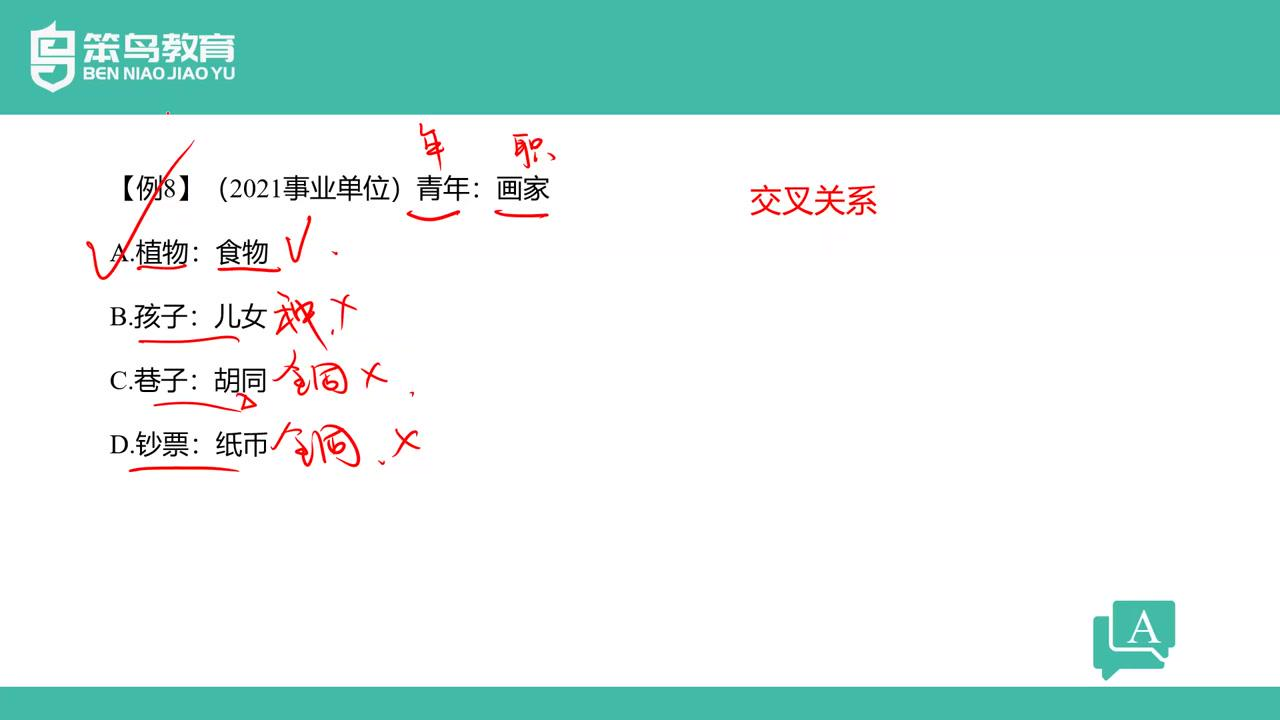 笨鸟教育
BEN NIAO JIAO YU
年 职
【例8】（2021事业单位）青年：画家
交叉关系
A.植物：食物
B.孩子：儿女 种 ×
C.巷子：胡同 全同 ×
D.钞票：纸币 全同 ×
A